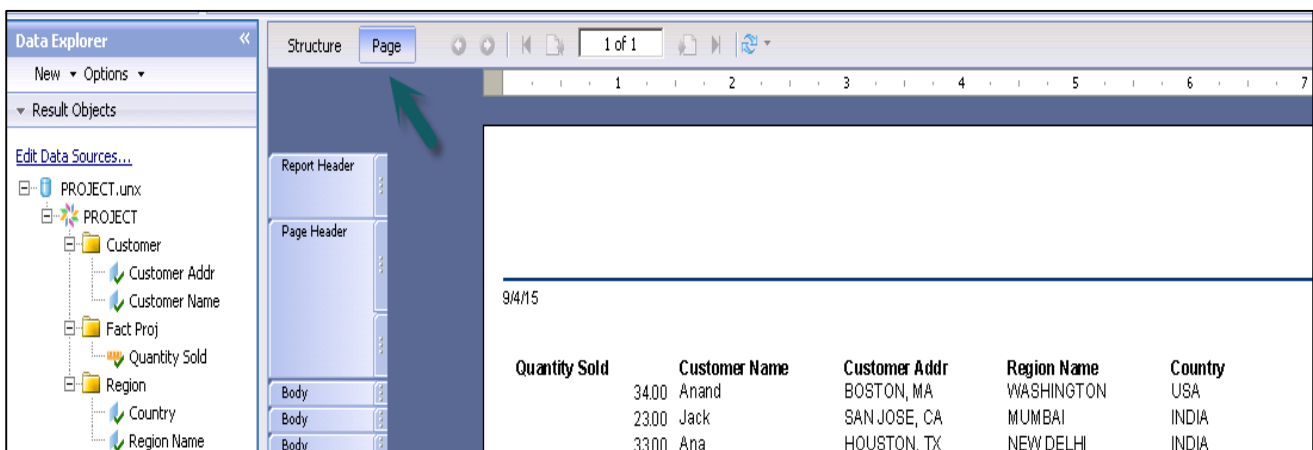 Data Explorer «
New Options
Result Objects
Edit Data Sources...
PROJECT.unx
PROJECT
Customer
Customer Addr
Customer Name
Fact Proj
Quantity Sold
Region
Country
Region Name
Structure Page 1 of 1
1 2 3 4 5 6 7
Report Header
Page Header
Body
Body
Body
9/4/15
Quantity Sold Customer Name Customer Addr Region Name Country
34.00 Anand BOSTON, MA WASHINGTON USA
23.00 Jack SAN JOSE, CA MUMBAI INDIA
33.00 Ana HOUSTON, TX NEW DELHI INDIA